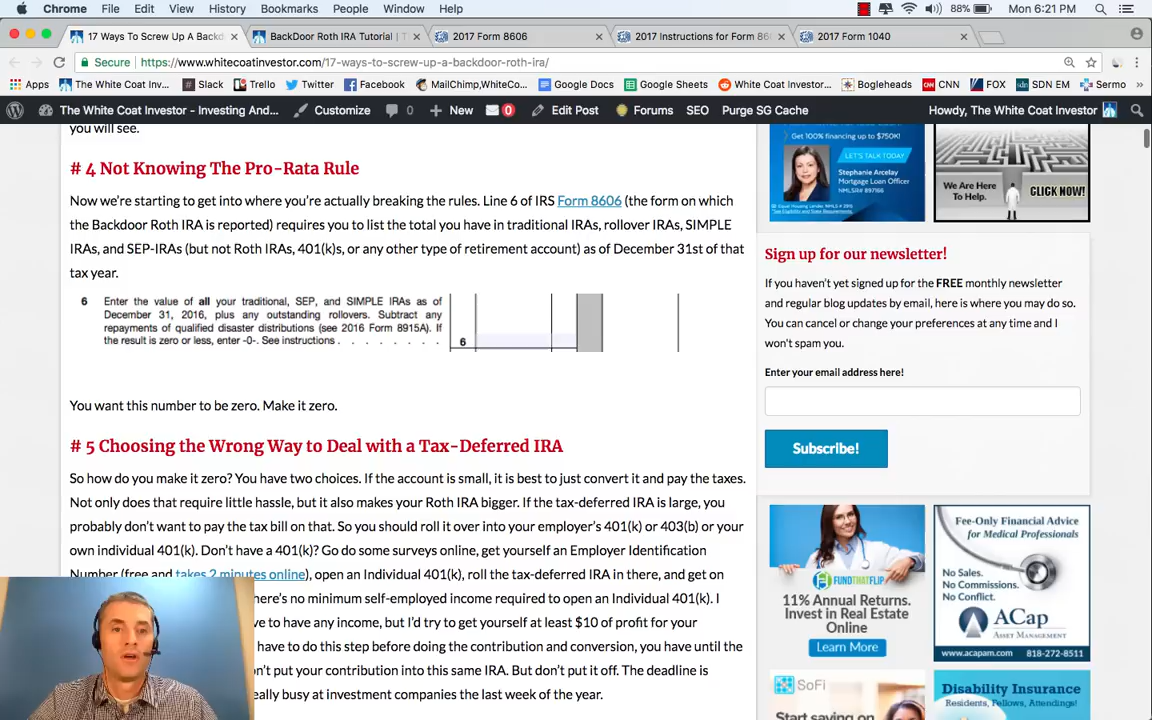 Chrome File Edit View History Bookmarks People Window Help
88% Mon 6:21 PM
17 Ways To Screw Up A Backd
BackDoor Roth IRA Tutorial | T
2017 Form 8606
2017 Instructions for Form 86
2017 Form 1040
Secure https://www.whitecoatinvestor.com/17-ways-to-screw-up-a-backdoor-roth-ira/
Apps The White Coat Inv... Slack Trello Twitter Facebook MailChimp,WhiteCo... Google Docs Google Sheets The White Coat Inve... Bogleheads CNN FOX SDN EM Sermo »
The White Coat Investor - Investing And... Customize 0 New 0 Edit Post Forums SEO Purge SG Cache Howdy, The White Coat Investor
you will see.
# 4 Not Knowing The Pro-Rata Rule
Now we're starting to get into where you're actually breaking the rules. Line 6 of IRS Form 8606 (the form on which
the Backdoor Roth IRA is reported) requires you to list the total you have in traditional IRAs, rollover IRAs, SIMPLE
IRAs, and SEP-IRAs (but not Roth IRAs, 401(k)s, or any other type of retirement account) as of December 31st of that
tax year.
6 Enter the value of all your traditional, SEP, and SIMPLE IRAs as of
December 31, 2016, plus any outstanding rollovers. Subtract any
repayments of qualified disaster distributions (see 2016 Form 8915A). If
the result is zero or less, enter -0-. See instructions . . . . . . . . 6
You want this number to be zero. Make it zero.
# 5 Choosing the Wrong Way to Deal with a Tax-Deferred IRA
So how do you make it zero? You have two choices. If the account is small, it is best to just convert it and pay the taxes.
Not only does that require little hassle, but it also makes your Roth IRA bigger. If the tax-deferred IRA is large, you
probably don't want to pay the tax bill on that. So you should roll it over into your employer's 401(k) or 403(b) or your
own individual 401(k). Don't have a 401(k)? Go do some surveys online, get yourself an Employer Identification
Number (free and takes 2 minutes online), open an Individual 401(k), roll the tax-deferred IRA in there, and get on
here's no minimum self-employed income required to open an Individual 401(k). I
ve to have any income, but I'd try to get yourself at least $10 of profit for your
have to do this step before doing the contribution and conversion, you have until the
n't put your contribution into this same IRA. But don't put it off. The deadline is
eally busy at investment companies the last week of the year.
Get 100% financing up to $750K!
LET'S TALK TODAY
Stephanie Arcelay
Mortgage Loan Officer
NMLSR# 897166
We Are Here
To Help.
CLICK NOW!
Sign up for our newsletter!
If you haven't yet signed up for the FREE monthly newsletter
and regular blog updates by email, here is where you may do so.
You can cancel or change your preferences at any time and I
won't spam you.
Enter your email address here!
Subscribe!
FUNDTHATFLIP
11% Annual Returns.
Invest in Real Estate
Online
Learn More
Fee-Only Financial Advice
for Medical Professionals
No Sales.
No Commissions.
No Conflict.
ACap
ASSET MANAGEMENT
www.acapam.com 818-272-8511
SoFi
Start saving on
Disability Insurance
Residents, Fellows, Attendings!